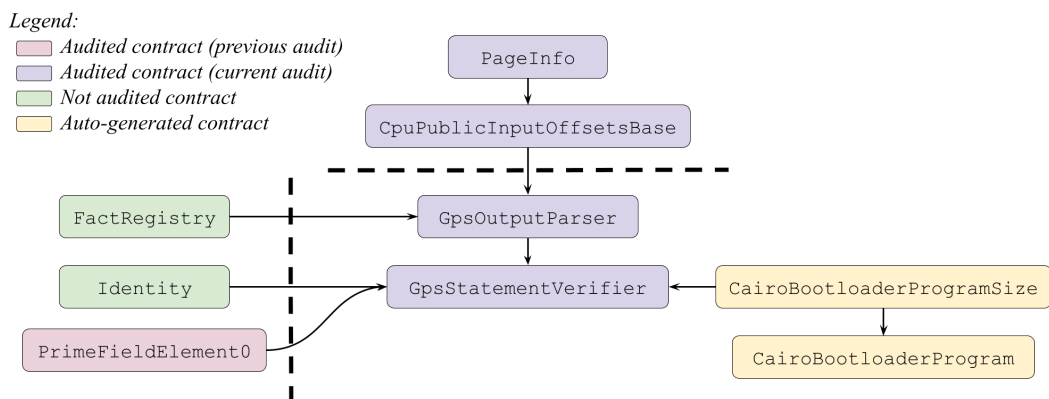 Legend:
Audited contract (previous audit)
Audited contract (current audit)
Not audited contract
Auto-generated contract
PageInfo
CpuPublicInputOffsetsBase
FactRegistry
GpsOutputParser
Identity
GpsStatementVerifier
CairoBootloaderProgramSize
PrimeFieldElement0
CairoBootloaderProgram